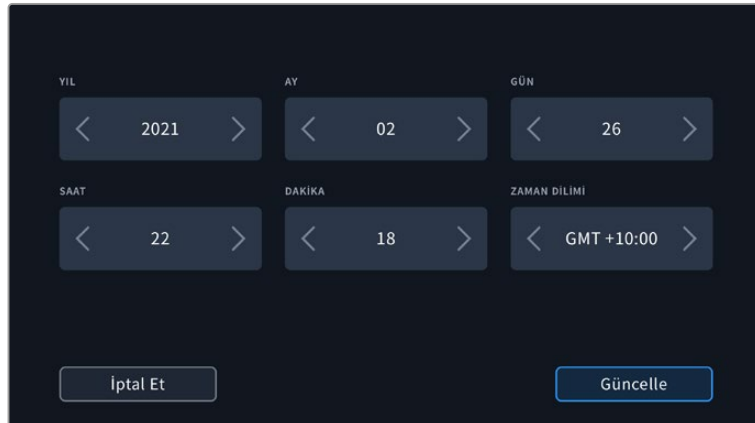 YIL AY GÜN
2021 02 26
SAAT DAKİKA ZAMAN DİLİMİ
22 18 GMT +10:00
İptal Et Güncelle